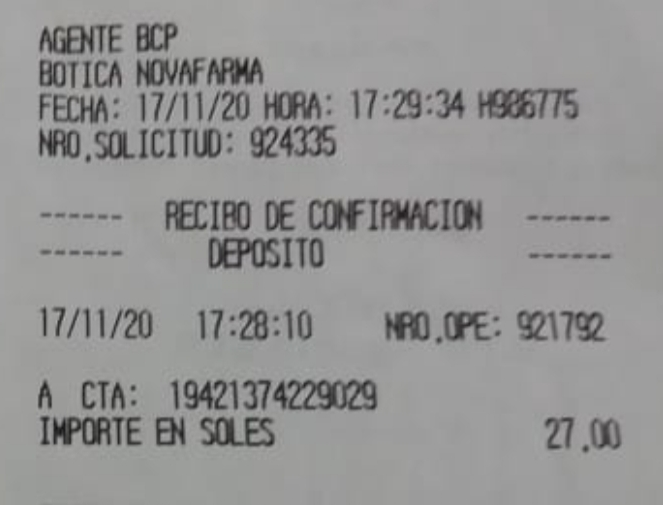 AGENTE BCP
BOTICA NOVAFARMA
FECHA: 17/11/20 HORA: 17:29:34 H986775
NRO.SOLICITUD: 924335
------ RECIBO DE CONFIRMACION ------
------ DEPOSITO ------
17/11/20 17:28:10 NRO.OPE: 921792
A CTA: 19421374229029
IMPORTE EN SOLES 27.00